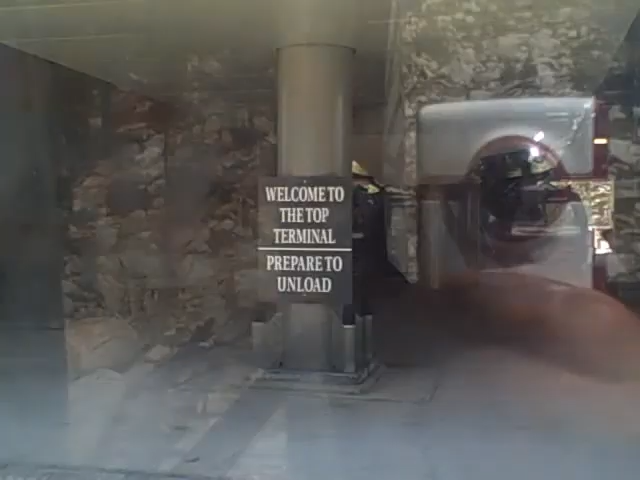 WELCOME TO
THE TOP
TERMINAL
PREPARE TO
UNLOAD